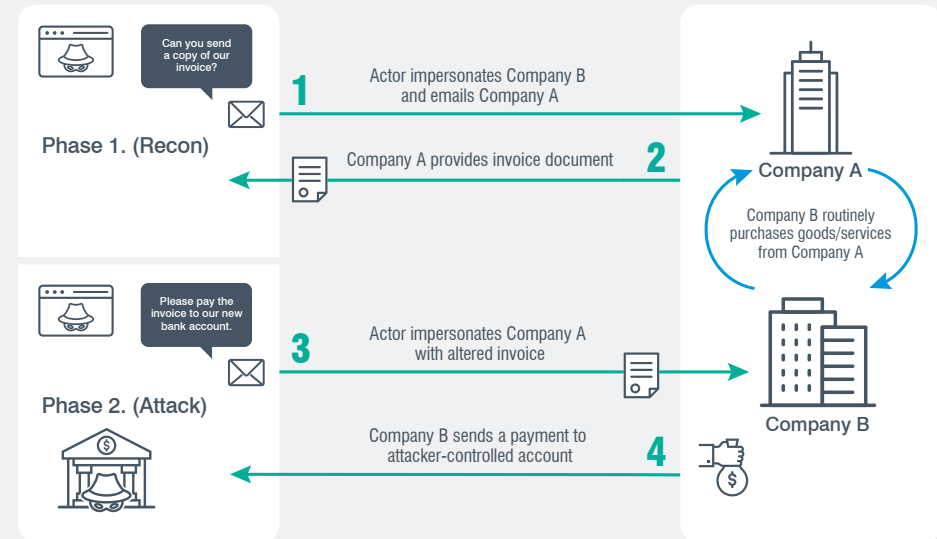 Can you send
a copy of our
invoice?
Phase 1. (Recon)
1
Actor impersonates Company B
and emails Company A
Company A provides invoice document
2
Company A
Company B routinely
purchases goods/services
from Company A
Please pay the
invoice to our new
bank account.
Phase 2. (Attack)
3
Actor impersonates Company A
with altered invoice
Company B
Company B sends a payment to
attacker-controlled account
4
$
$